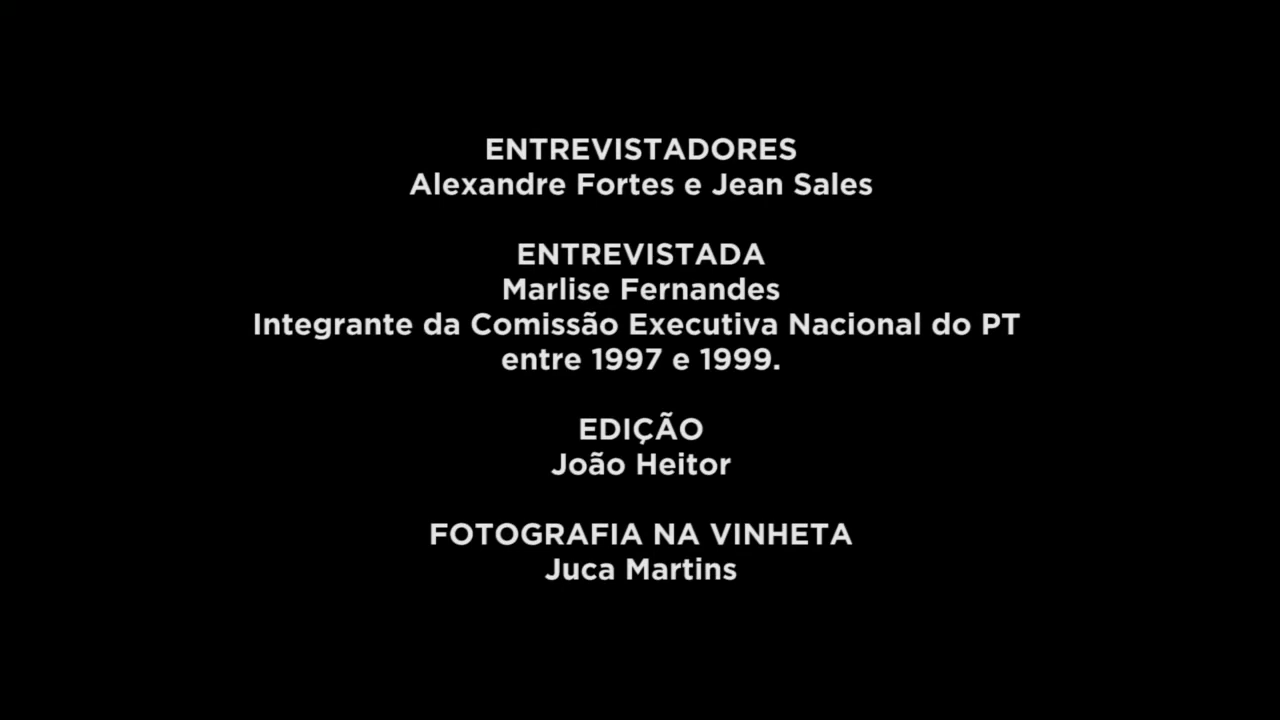 ENTREVISTADORES
Alexandre Fortes e Jean Sales
ENTREVISTADA
Marlise Fernandes
Integrante da Comissão Executiva Nacional do PT
entre 1997 e 1999.
EDIÇÃO
João Heitor
FOTOGRAFIA NA VINHETA
Juca Martins